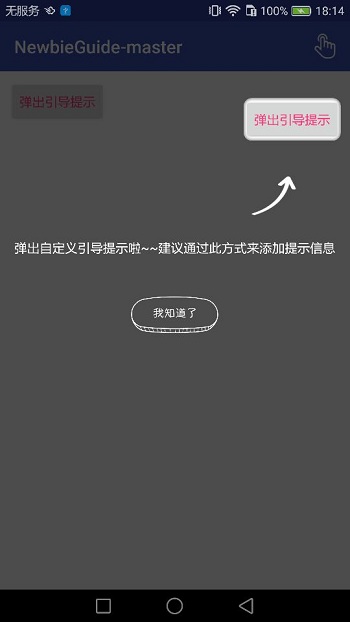 无服务 100% 18:14
NewbieGuide-master
弹出引导提示
弹出引导提示
弹出自定义引导提示啦~~建议通过此方式来添加提示信息
我知道了